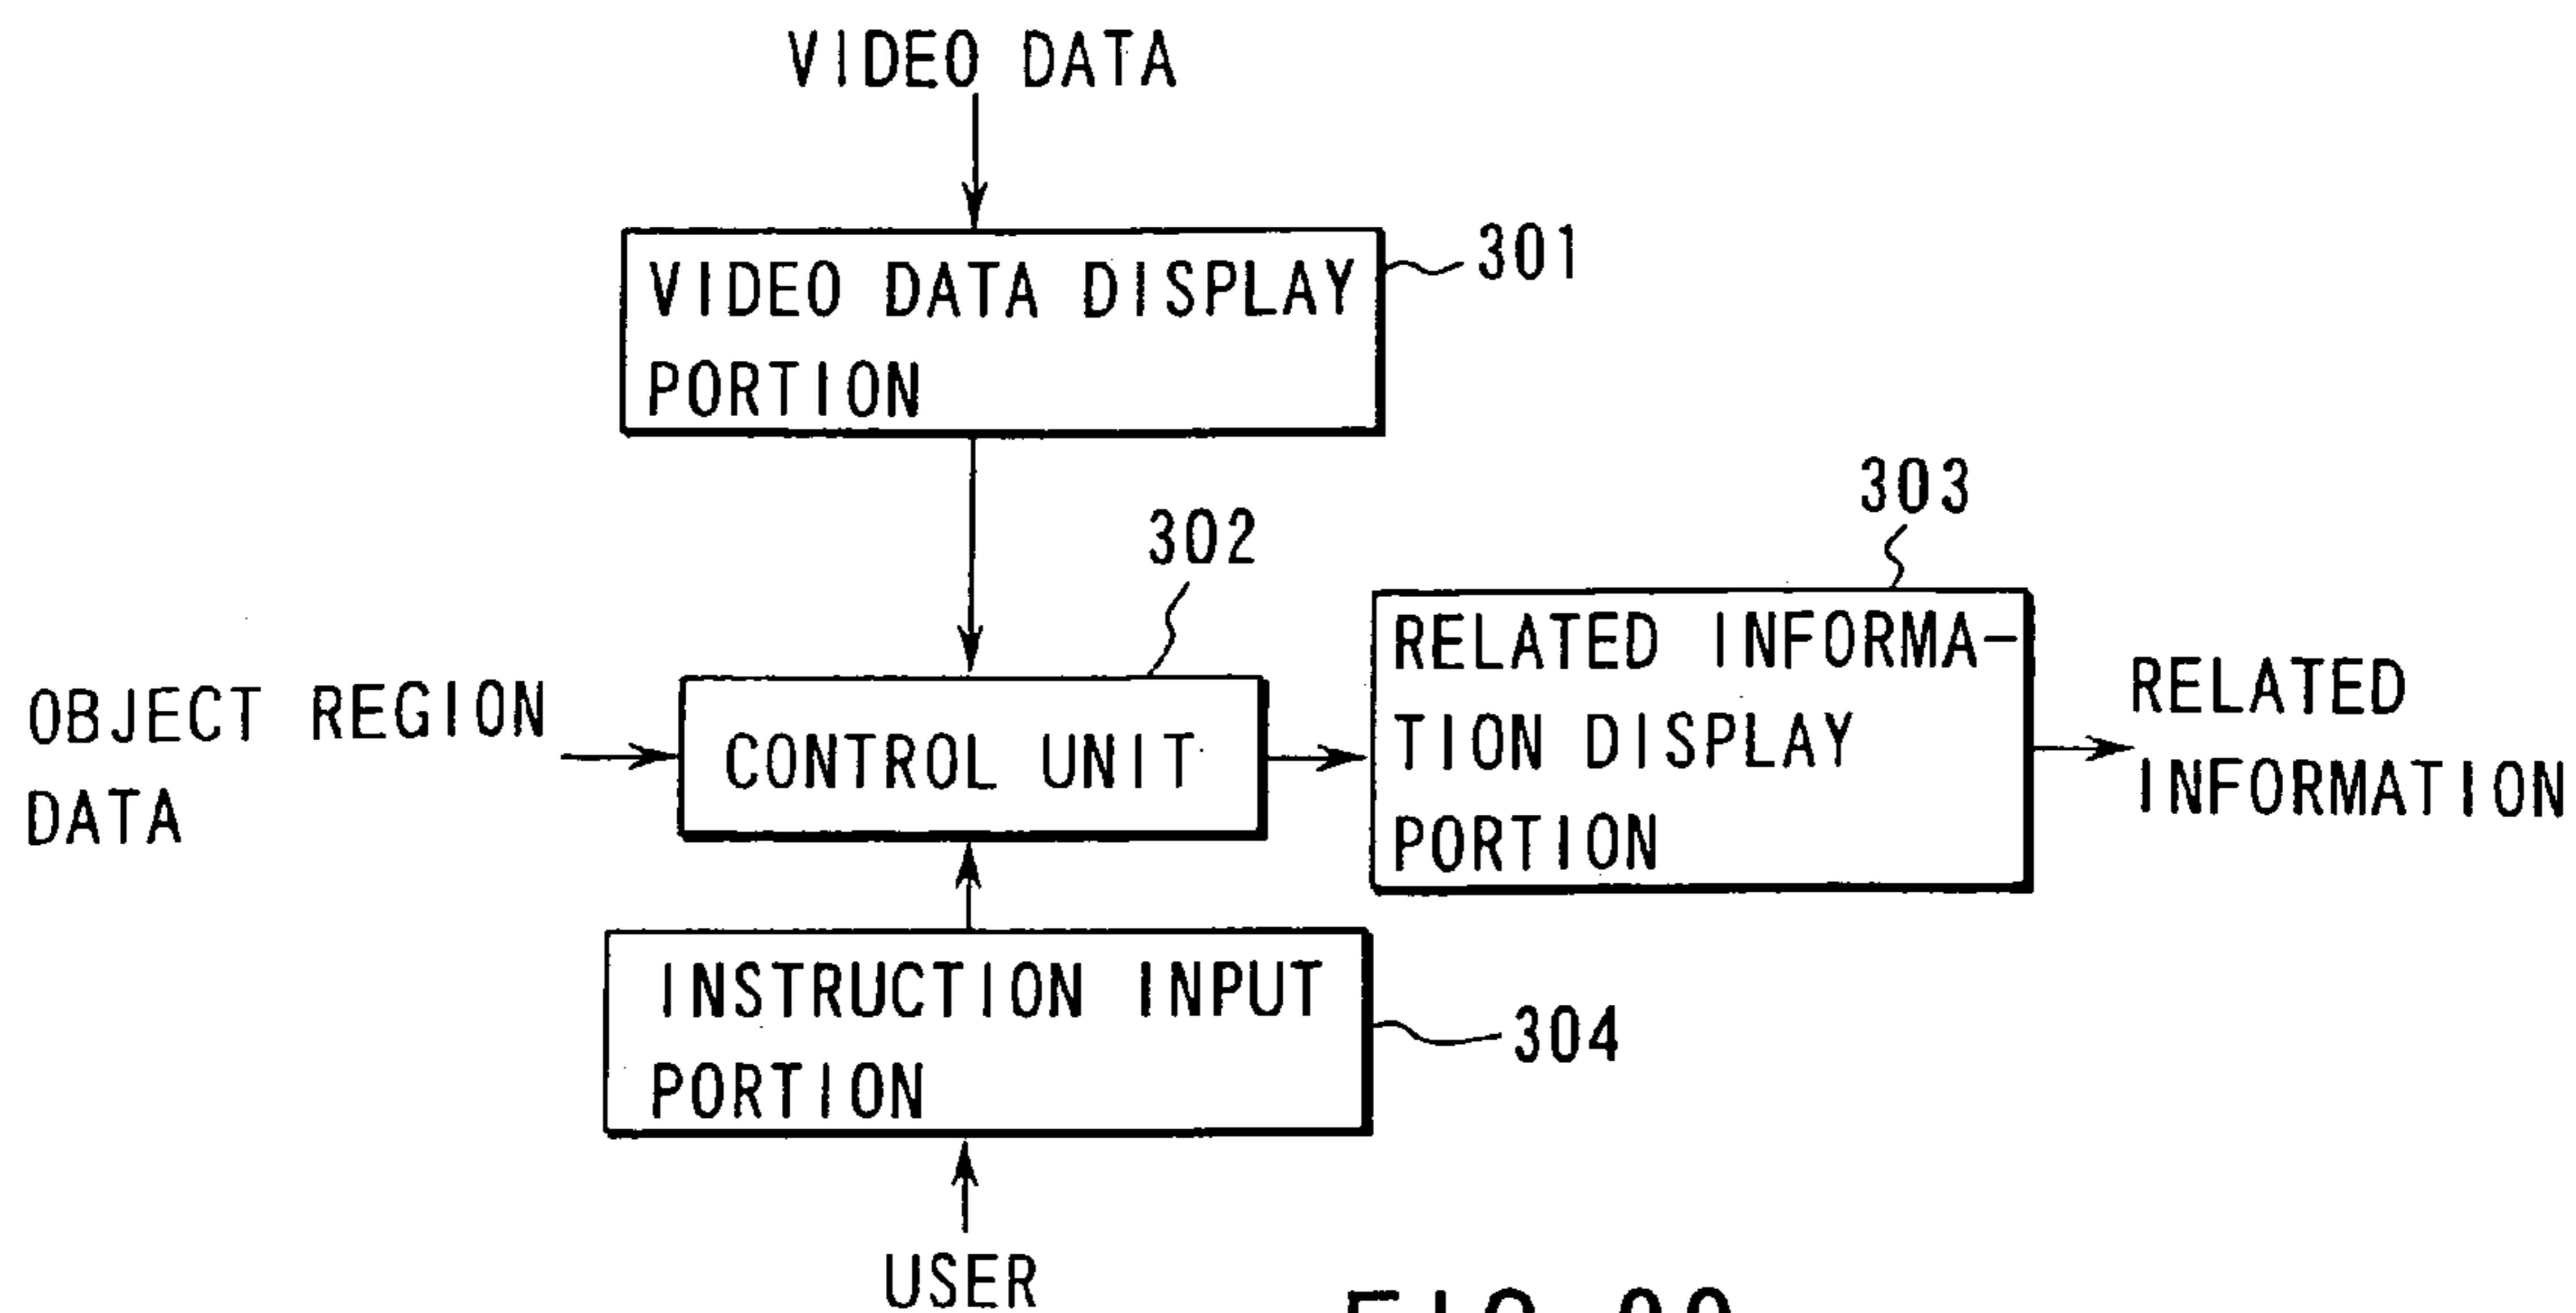 VIDEO DATA
VIDEO DATA DISPLAY
PORTION
301
302
303
OBJECT REGION
DATA
CONTROL UNIT
RELATED INFORMA-
TION DISPLAY
PORTION
RELATED
INFORMATION
INSTRUCTION INPUT
PORTION
304
USER